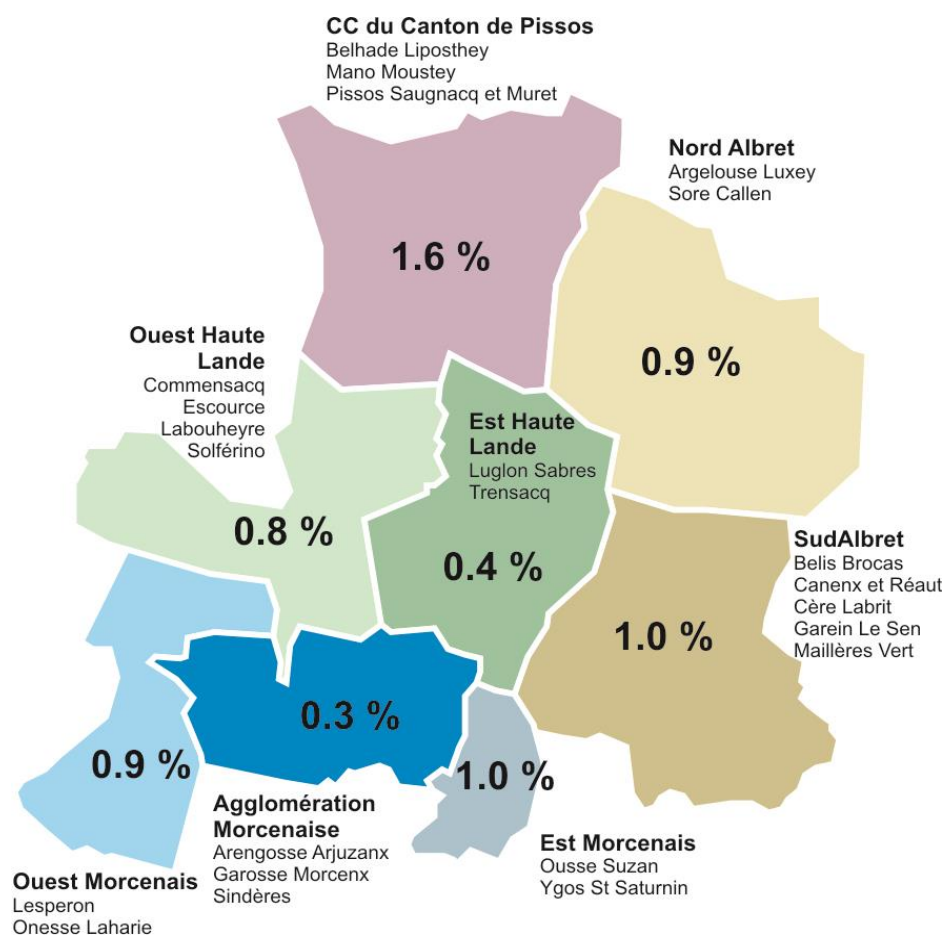 CC du Canton de Pissos
Belhade Liposthey
Mano Moustey
Pissos Saugnacq et Muret
Nord Albret
Argelouse Luxey
Sore Callen
1.6 %
Ouest Haute
Lande
Commensacq
Escource
Labouheyre
Solférino
0.9 %
Est Haute
Lande
Luglon Sabres
Trensacq
0.8 %
0.4 %
SudAlbret
Belis Brocas
Canenx et Réaut
Cère Labrit
Garein Le Sen
Maillères Vert
1.0 %
0.3 %
0.9 %
1.0 %
Agglomération
Morcenaise
Arengosse Arjuzanx
Garosse Morcenx
Sindères
Est Morcenais
Ousse Suzan
Ygos St Saturnin
Ouest Morcenais
Lesperon
Onesse Laharie